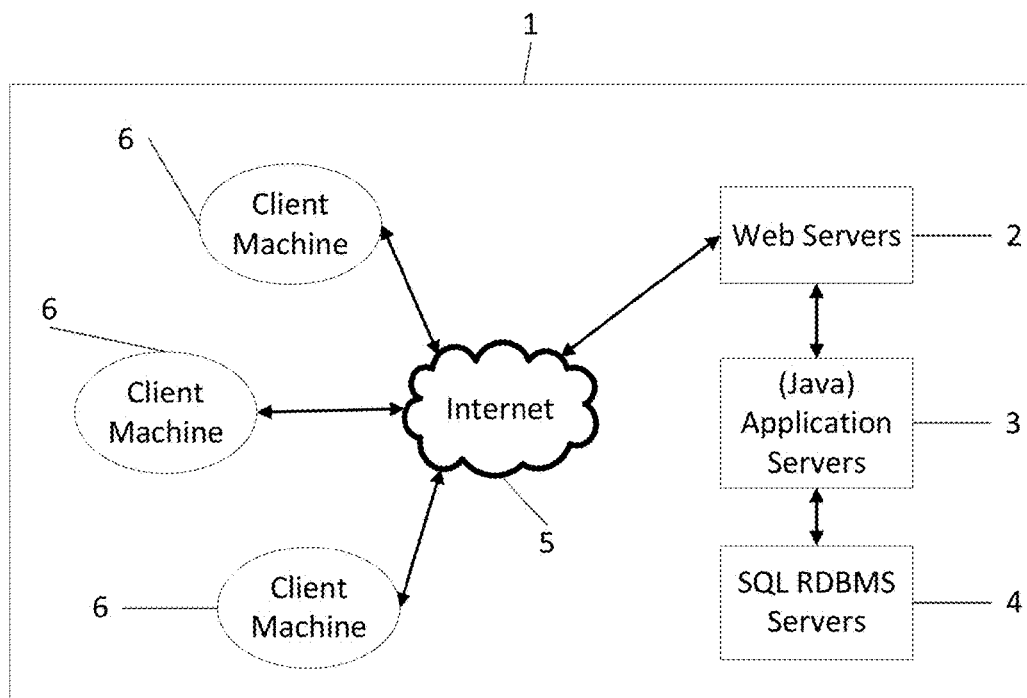 1
6
Client
Machine
Web Servers
2
6
Client
Machine
Internet
(Java)
Application
Servers
3
5
6
Client
Machine
SQL RDBMS
Servers
4